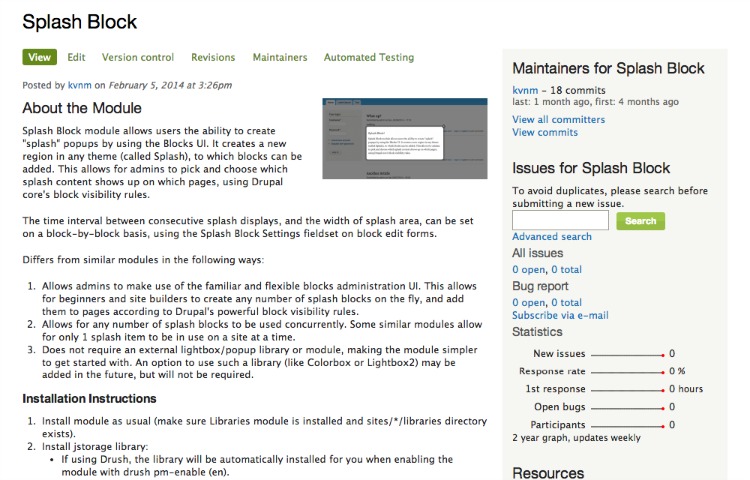 Splash Block
View Edit Version control Revisions Maintainers Automated Testing
Posted by kvnm on February 5, 2014 at 3:26pm
About the Module
Splash Block module allows users the ability to create
"splash" popups by using the Blocks UI. It creates a new
region in any theme (called Splash), to which blocks can be
added. This allows for admins to pick and choose which
splash content shows up on which pages, using Drupal
core's block visibility rules.
The time interval between consecutive splash displays, and the width of splash area, can be set
on a block-by-block basis, using the Splash Block Settings fieldset on block edit forms.
Differs from similar modules in the following ways:
1. Allows admins to make use of the familiar and flexible blocks administration UI. This allows
for beginners and site builders to create any number of splash blocks on the fly, and add
them to pages according to Drupal's powerful block visibility rules.
2. Allows for any number of splash blocks to be used concurrently. Some similar modules allow
for only 1 splash item to be in use on a site at a time.
3. Does not require an external lightbox/popup library or module, making the module simpler
to get started with. An option to use such a library (like Colorbox or Lightbox2) may be
added in the future, but will not be required.
Installation Instructions
1. Install module as usual (make sure Libraries module is installed and sites/*/libraries directory
exists).
2. Install jstorage library:
• If using Drush, the library will be automatically installed for you when enabling the
module with drush pm-enable (en).
Maintainers for Splash Block
kvnm – 18 commits
last: 1 month ago, first: 4 months ago
View all committers
View commits
Issues for Splash Block
To avoid duplicates, please search before
submitting a new issue.
Search
Advanced search
All issues
0 open, 0 total
Bug report
0 open, 0 total
Subscribe via e-mail
Statistics
New issues 0
Response rate 0 %
1st response 0 hours
Open bugs 0
Participants 0
2 year graph, updates weekly
Resources